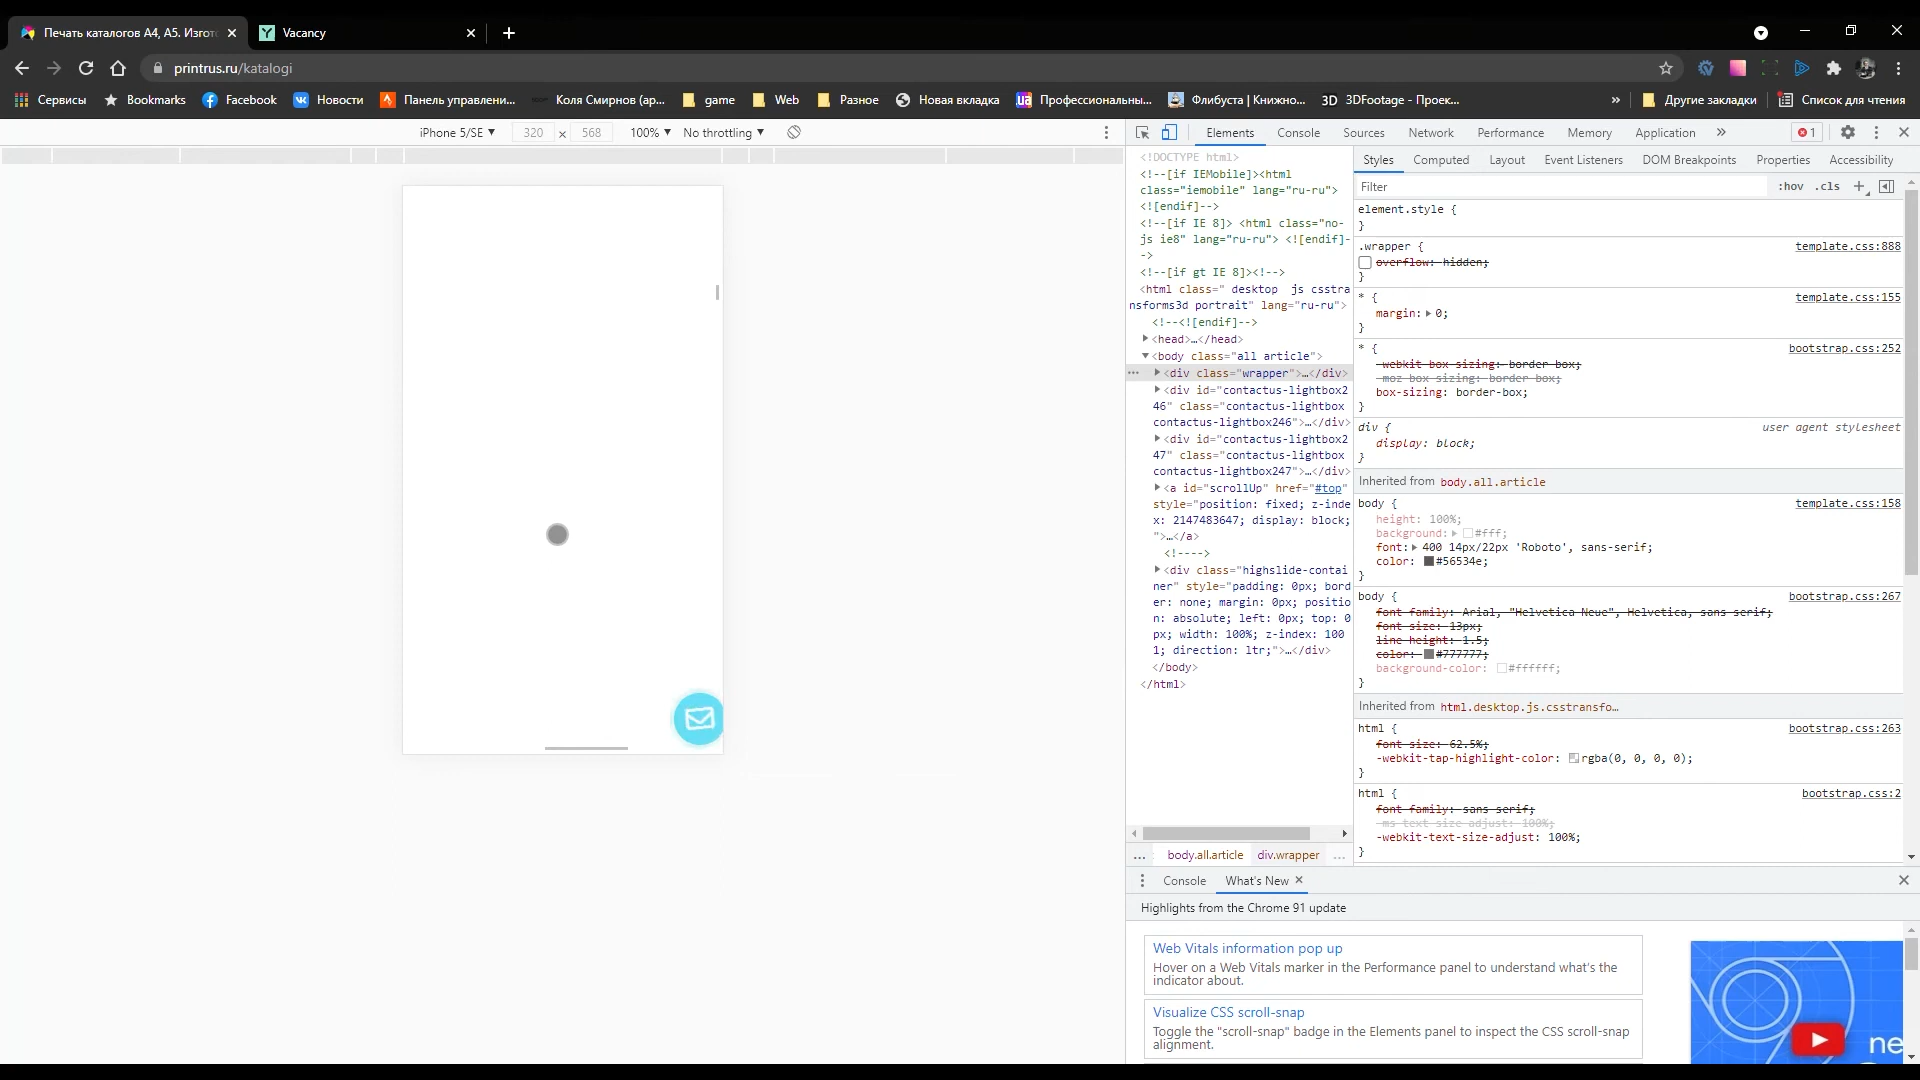 Печать каталогов A4, A5. Изгото
Vacancy
printrus.ru/katalogi
Сервисы
Bookmarks
Facebook
Новости
Панель управлени...
Коля Смирнов (ар...
game
Web
Разное
Новая вкладка
Профессиональны...
Флибуста | Книжно...
3DFootage - Проек...
»
Другие закладки
Список для чтения
iPhone 5/SE ▼ 320 x 568 100% ▼ No throttling ▼
Elements Console Sources Network Performance Memory Application » 1
<!DOCTYPE html>
<!--[if IEMobile]><html
class="iemobile" lang="ru-ru">
<![endif]-->
<!--[if IE 8]> <html class="no-
js ie8" lang="ru-ru"> <![endif]-
->
<!--[if gt IE 8]><!-->
<html class=" desktop  js csstra
nsforms3d portrait" lang="ru-ru">
<!--<![endif]-->
<head>…</head>
<body class="all article">
<div class="wrapper">…</div>
<div id="contactus-lightbox2
46" class="contactus-lightbox
contactus-lightbox246">…</div>
<div id="contactus-lightbox2
47" class="contactus-lightbox
contactus-lightbox247">…</div>
<a id="scrollUp" href="#top"
style="position: fixed; z-inde
x: 2147483647; display: block;
">…</a>
<!---->
<div class="highslide-contai
ner" style="padding: 0px; bord
er: none; margin: 0px; positio
n: absolute; left: 0px; top: 0
px; width: 100%; z-index: 100
1; direction: ltr;">…</div>
</body>
</html>
... body.all.article div.wrapper ...
Styles Computed Layout Event Listeners DOM Breakpoints Properties Accessibility
Filter :hov .cls +
element.style {
}
.wrapper { template.css:888
overflow: hidden;
}
* { template.css:155
margin: 0;
}
* { bootstrap.css:252
-webkit-box-sizing: border-box;
-moz-box-sizing: border-box;
box-sizing: border-box;
}
div { user agent stylesheet
display: block;
}
Inherited from body.all.article
body { template.css:158
height: 100%;
background: #fff;
font: 400 14px/22px 'Roboto', sans-serif;
color: #56534e;
}
body { bootstrap.css:267
font-family: Arial, "Helvetica Neue", Helvetica, sans-serif;
font-size: 13px;
line-height: 1.5;
color: #777777;
background-color: #ffffff;
}
Inherited from html.desktop.js.csstransfo…
html { bootstrap.css:263
font-size: 62.5%;
-webkit-tap-highlight-color: rgba(0, 0, 0, 0);
}
html { bootstrap.css:2
font-family: sans-serif;
-ms-text-size-adjust: 100%;
-webkit-text-size-adjust: 100%;
}
Console What's New
Highlights from the Chrome 91 update
Web Vitals information pop up
Hover on a Web Vitals marker in the Performance panel to understand what's the
indicator about.
Visualize CSS scroll-snap
Toggle the "scroll-snap" badge in the Elements panel to inspect the CSS scroll-snap
alignment.
ne